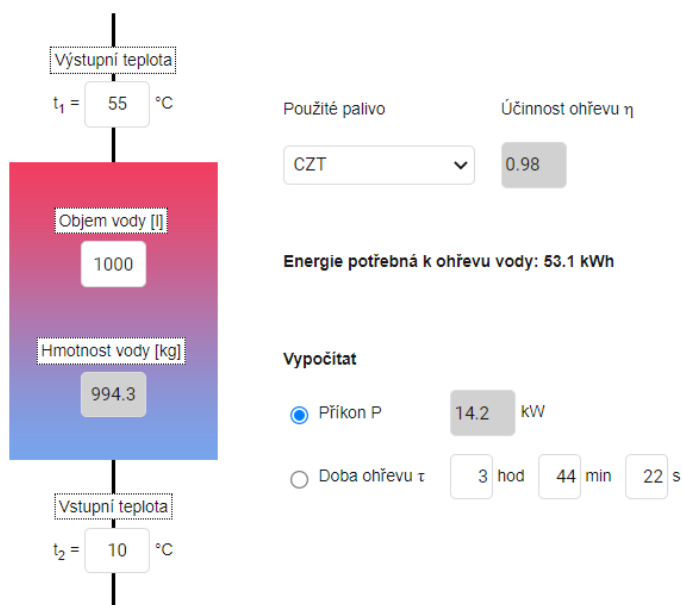 Výstupní teplota
t1 = 55 °C
Použité palivo
Účinnost ohřevu η
CZT
0.98
Objem vody [l]
1000
Energie potřebná k ohřevu vody: 53.1 kWh
Hmotnost vody [kg]
994.3
Vypočítat
Příkon P 14.2 kW
Doba ohřevu τ 3 hod 44 min 22 s
Vstupní teplota
t2 = 10 °C